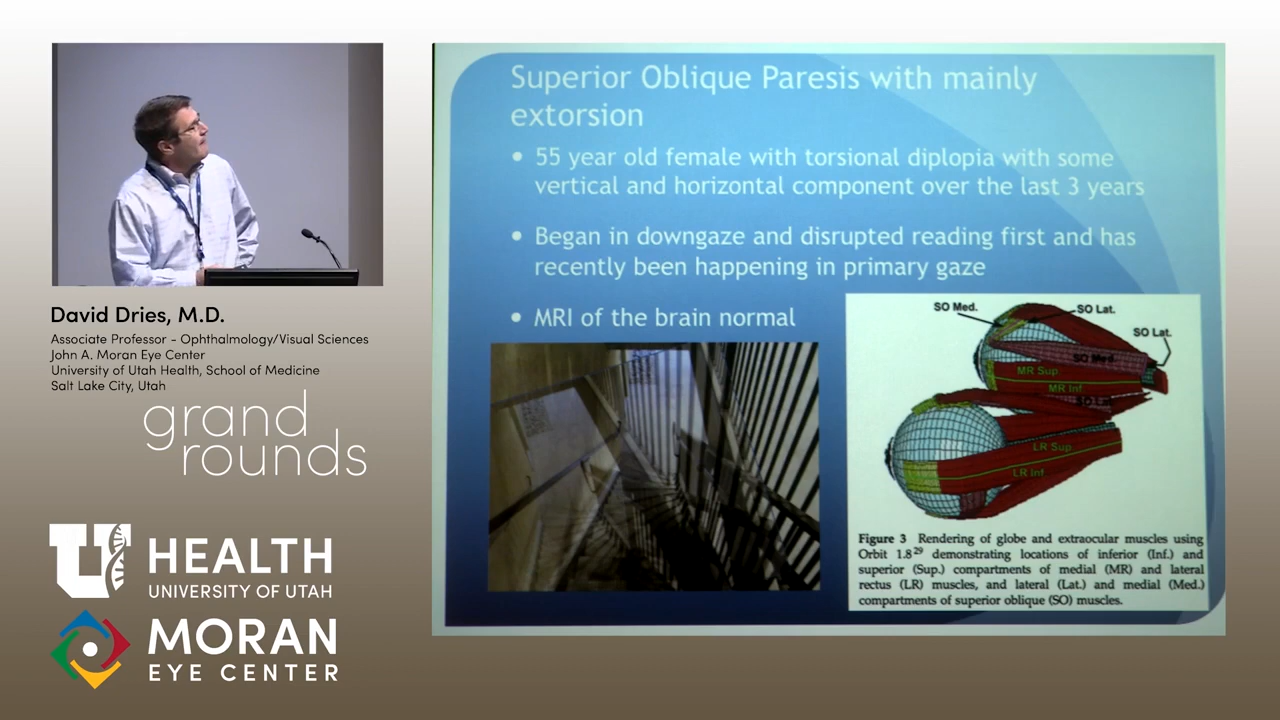 David Dries, M.D.
Associate Professor - Ophthalmology/Visual Sciences
John A. Moran Eye Center
University of Utah Health, School of Medicine
Salt Lake City, Utah
grand
rounds
U
HEALTH
UNIVERSITY OF UTAH
MORAN
EYE CENTER
Superior Oblique Paresis with mainly
extorsion
• 55 year old female with torsional diplopia with some
vertical and horizontal component over the last 3 years
• Began in downgaze and disrupted reading first and has
recently been happening in primary gaze
• MRI of the brain normal
SO Med.
SO Lat.
SO Lat.
SO Med.
MR Sup
MR Inf
LR Sup
LR Inf
Figure 3 Rendering of globe and extraocular muscles using
Orbit 1.8²⁹ demonstrating locations of inferior (Inf.) and
superior (Sup.) compartments of medial (MR) and lateral
rectus (LR) muscles, and lateral (Lat.) and medial (Med.)
compartments of superior oblique (SO) muscles.